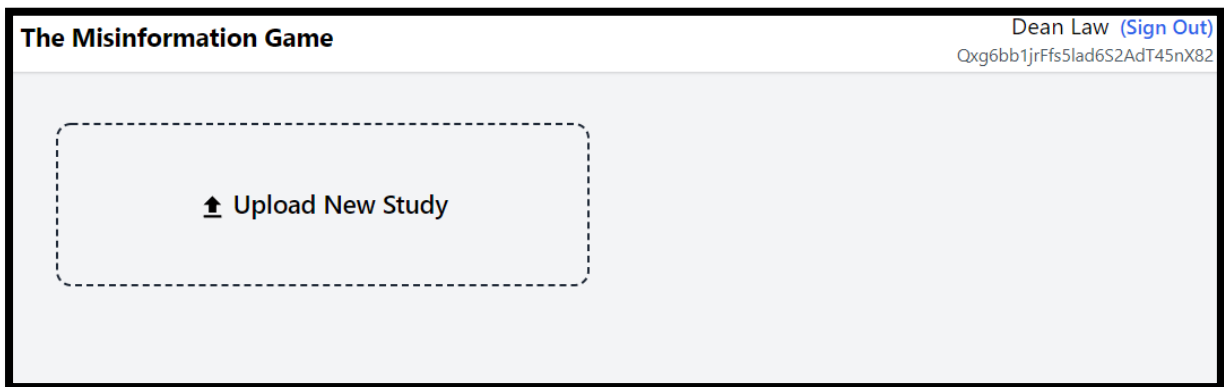 The Misinformation Game
Dean Law (Sign Out)
Qxg6bb1jrFfs5lad6S2AdT45nX82
Upload New Study